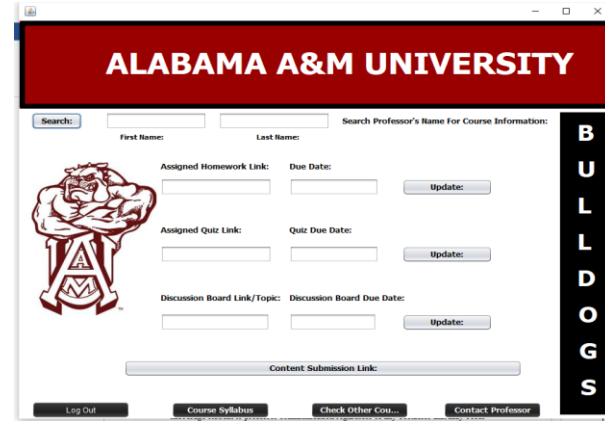 ALABAMA A&M UNIVERSITY
Search:
Search Professor's Name For Course Information:
First Name:
Last Name:
Assigned Homework Link:
Due Date:
Update:
Assigned Quiz Link:
Quiz Due Date:
Update:
Discussion Board Link/Topic:
Discussion Board Due Date:
Update:
Content Submission Link:
Log Out
Course Syllabus
Check Other Cou...
Contact Professor
BULLDOGS
AM